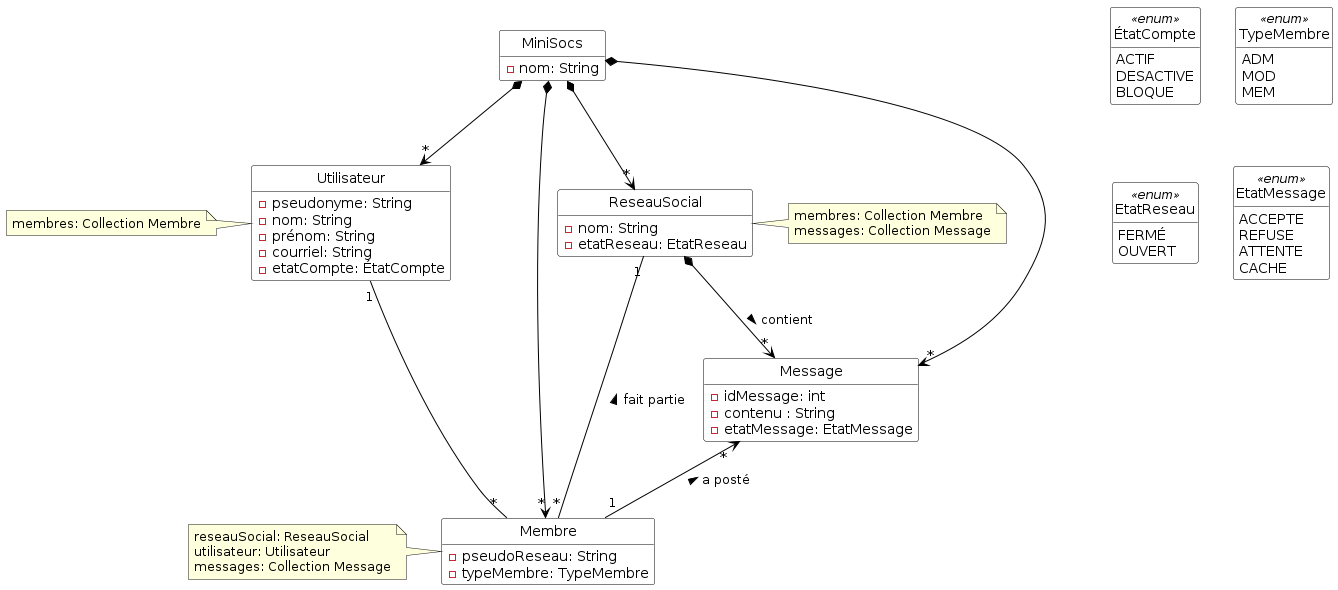 MiniSocs
nom: String
«enum»
ÉtatCompte
ACTIF
DESACTIVE
BLOQUE
«enum»
TypeMembre
ADM
MOD
MEM
*
*
Utilisateur
pseudonyme: String
nom: String
prénom: String
courriel: String
etatCompte: ÉtatCompte
membres: Collection Membre
ReseauSocial
nom: String
etatReseau: EtatReseau
membres: Collection Membre
messages: Collection Message
«enum»
EtatReseau
FERMÉ
OUVERT
«enum»
EtatMessage
ACCEPTE
REFUSE
ATTENTE
CACHE
1
1
contient
*
*
Message
idMessage: int
contenu : String
etatMessage: EtatMessage
fait partie
*
a posté
*
*
*
1
Membre
pseudoReseau: String
typeMembre: TypeMembre
reseauSocial: ReseauSocial
utilisateur: Utilisateur
messages: Collection Message